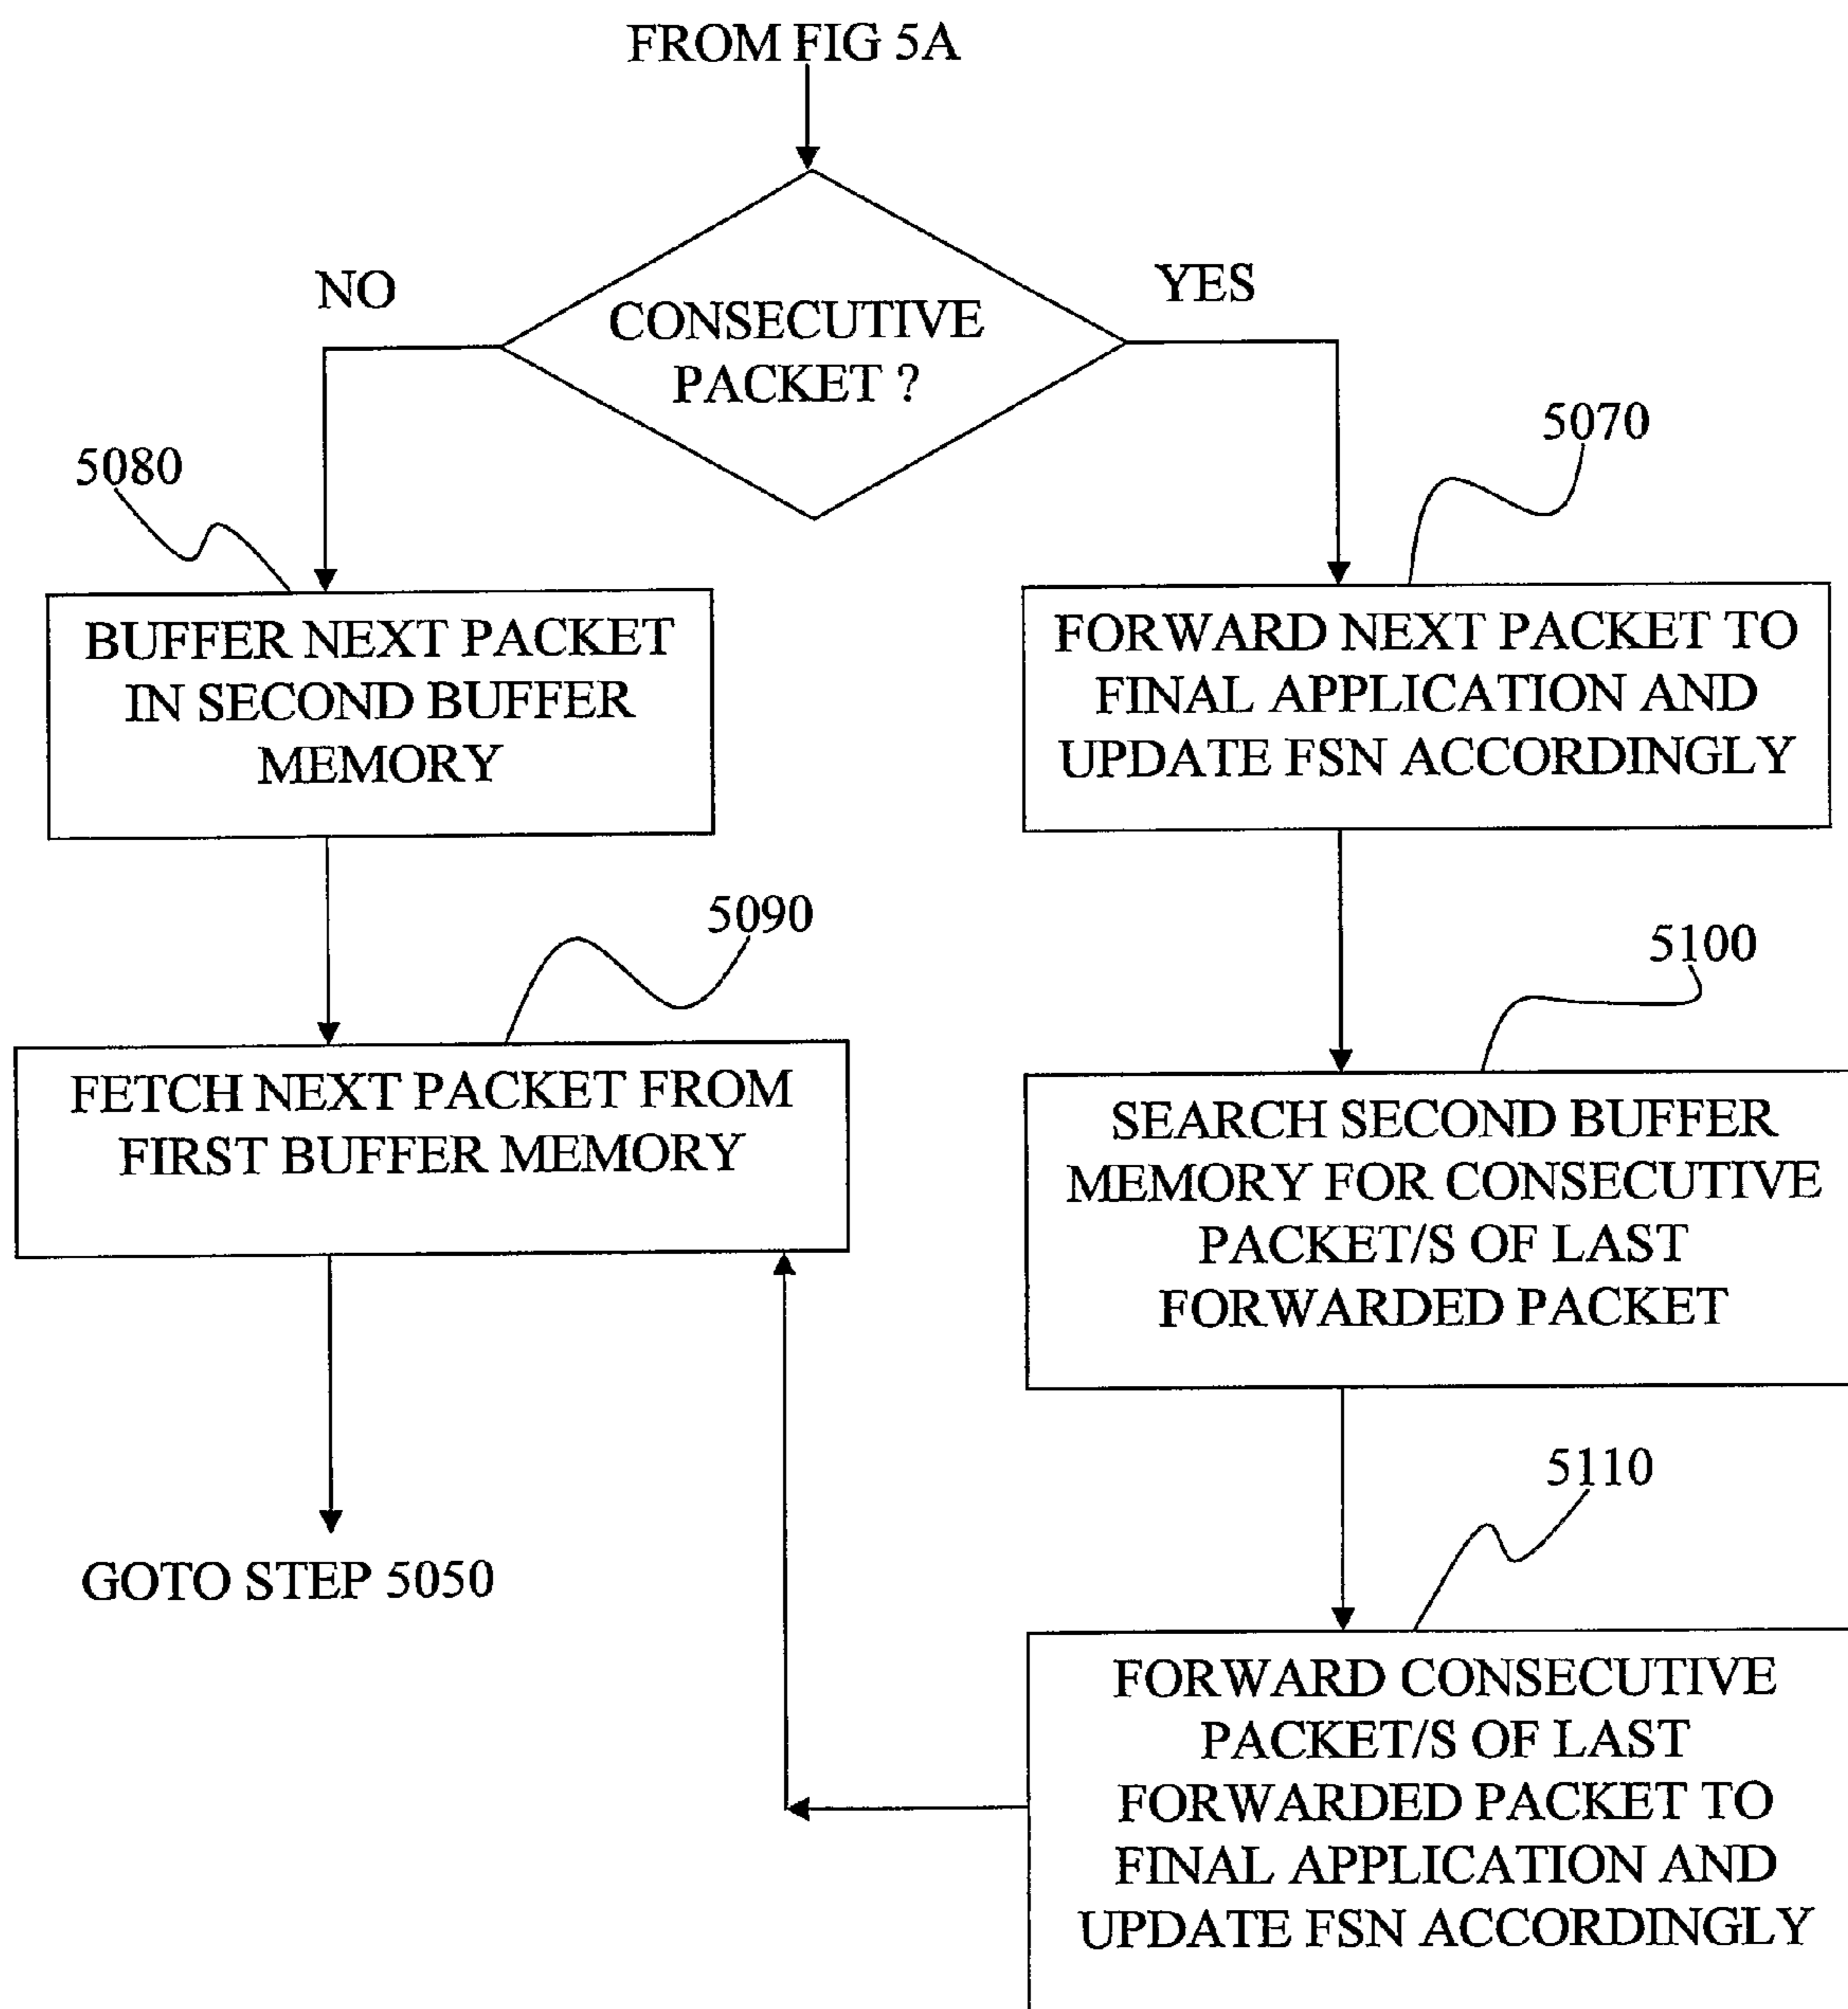 FROM FIG 5A
NO
YES
CONSECUTIVE
PACKET ?
5070
5080
BUFFER NEXT PACKET
IN SECOND BUFFER
MEMORY
FORWARD NEXT PACKET TO
FINAL APPLICATION AND
UPDATE FSN ACCORDINGLY
5090
5100
FETCH NEXT PACKET FROM
FIRST BUFFER MEMORY
SEARCH SECOND BUFFER
MEMORY FOR CONSECUTIVE
PACKET/S OF LAST
FORWARDED PACKET
5110
GOTO STEP 5050
FORWARD CONSECUTIVE
PACKET/S OF LAST
FORWARDED PACKET TO
FINAL APPLICATION AND
UPDATE FSN ACCORDINGLY